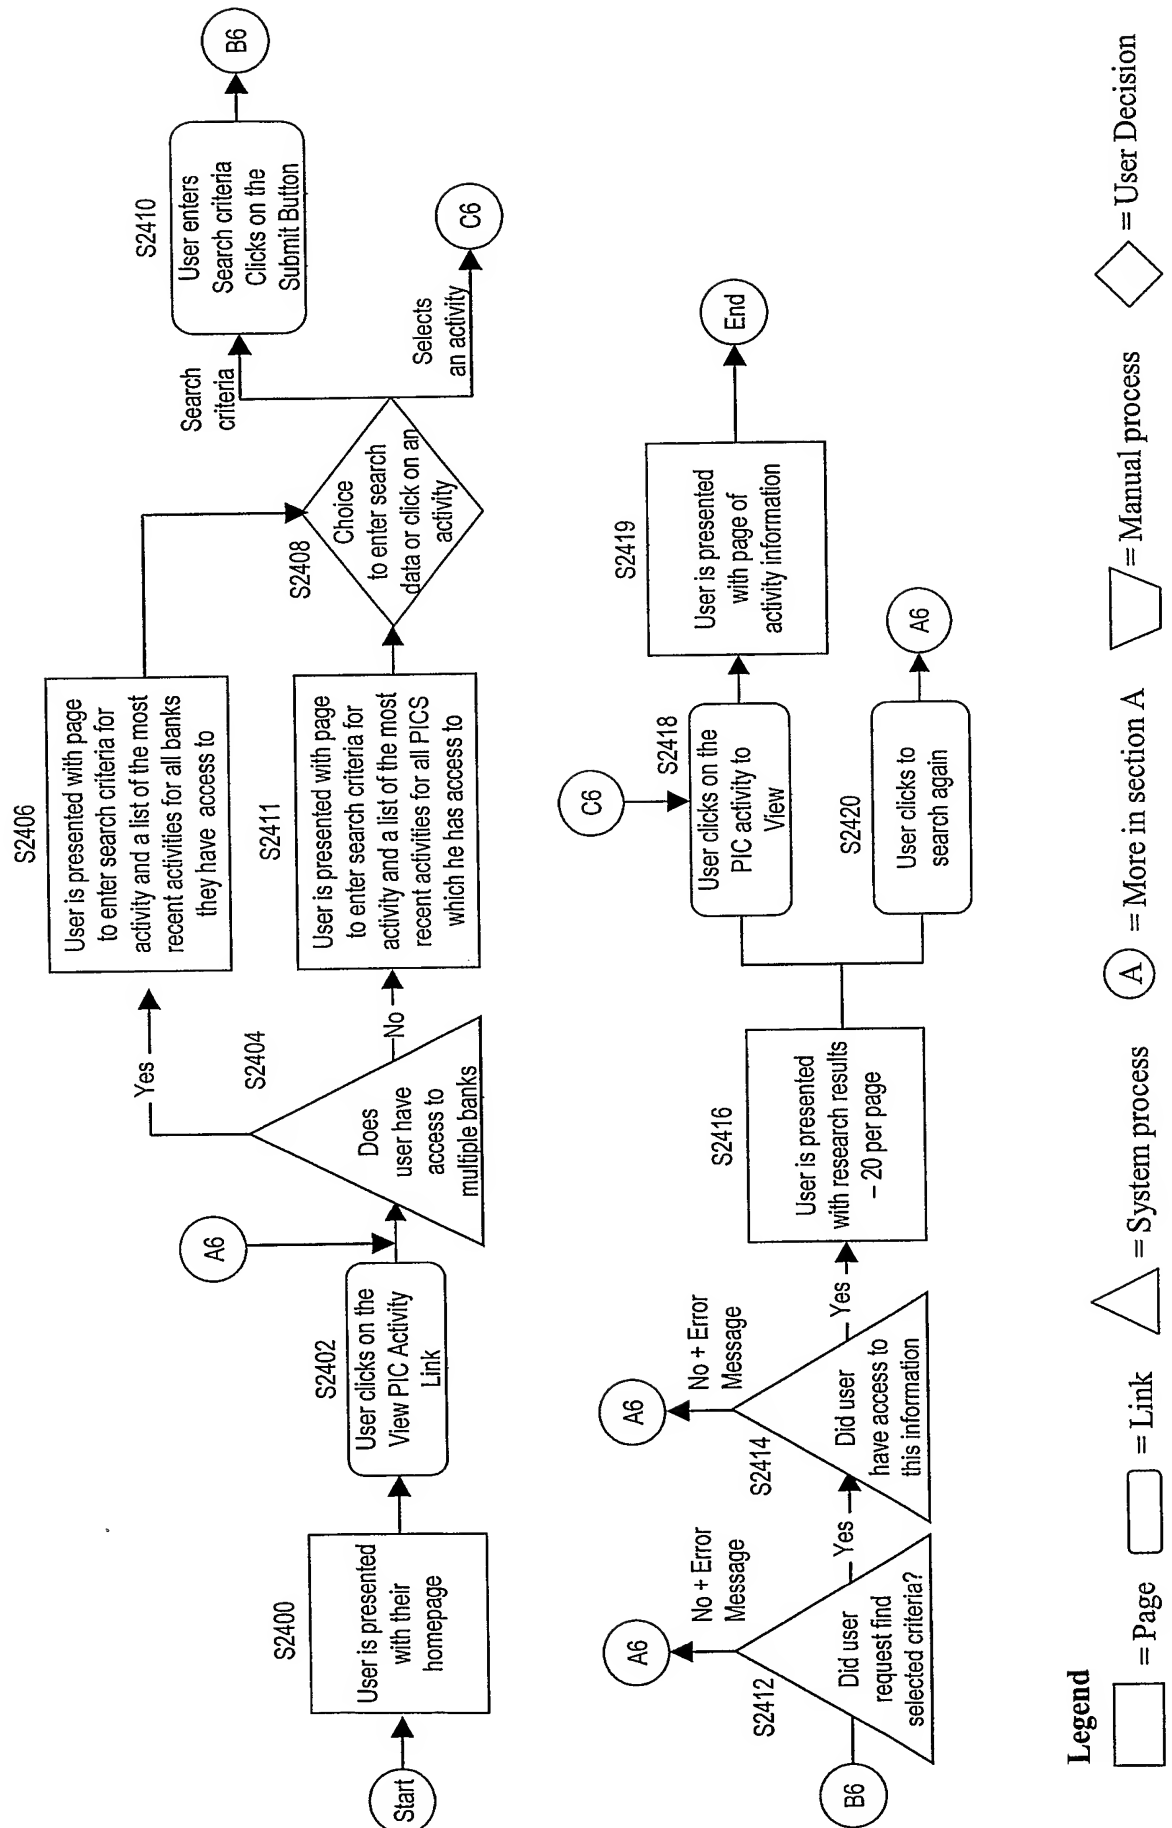 Start
S2400
User is presented
with their
homepage
S2402
User clicks on the
View PIC Activity
Link
A6
S2404
Does
user have
access to
multiple banks
Yes
No
S2406
User is presented with page
to enter search criteria for
activity and a list of the most
recent activities for all banks
they have access to
S2411
User is presented with page
to enter search criteria for
activity and a list of the most
recent activities for all PICS
which he has access to
S2408
Choice
to enter search
data or click on an
activity
Search
criteria
S2410
User enters
Search criteria
Clicks on the
Submit Button
B6
Selects
an activity
C6
B6
S2412
Did user
request find
selected criteria?
No + Error
Message
A6
Yes
S2414
Did user
have access to
this information
No + Error
Message
A6
Yes
S2416
User is presented
with research results
– 20 per page
C6
S2418
User clicks on the
PIC activity to
View
S2419
User is presented
with page of
activity information
End
S2420
User clicks to
search again
A6
Legend
= Page
= Link
= System process
A
= More in section A
= Manual process
= User Decision